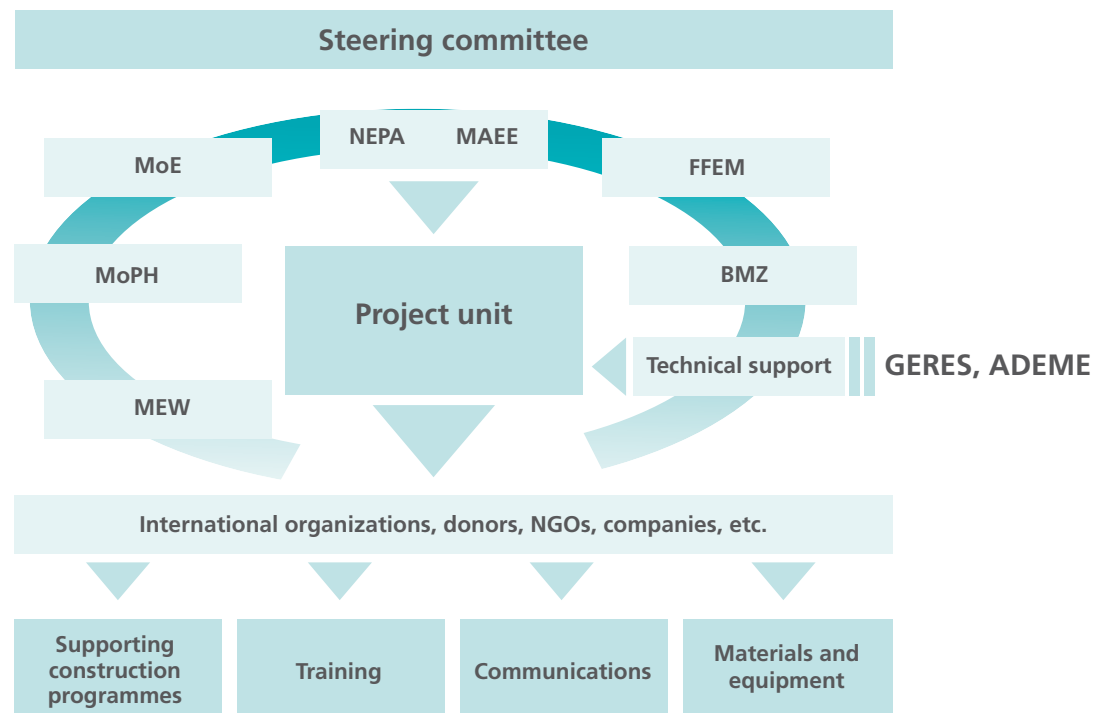 Steering committee
NEPA MAEE
MoE
FFEM
MoPH
BMZ
Project unit
Technical support
GERES, ADEME
MEW
International organizations, donors, NGOs, companies, etc.
Supporting
construction
programmes
Training
Communications
Materials and
equipment